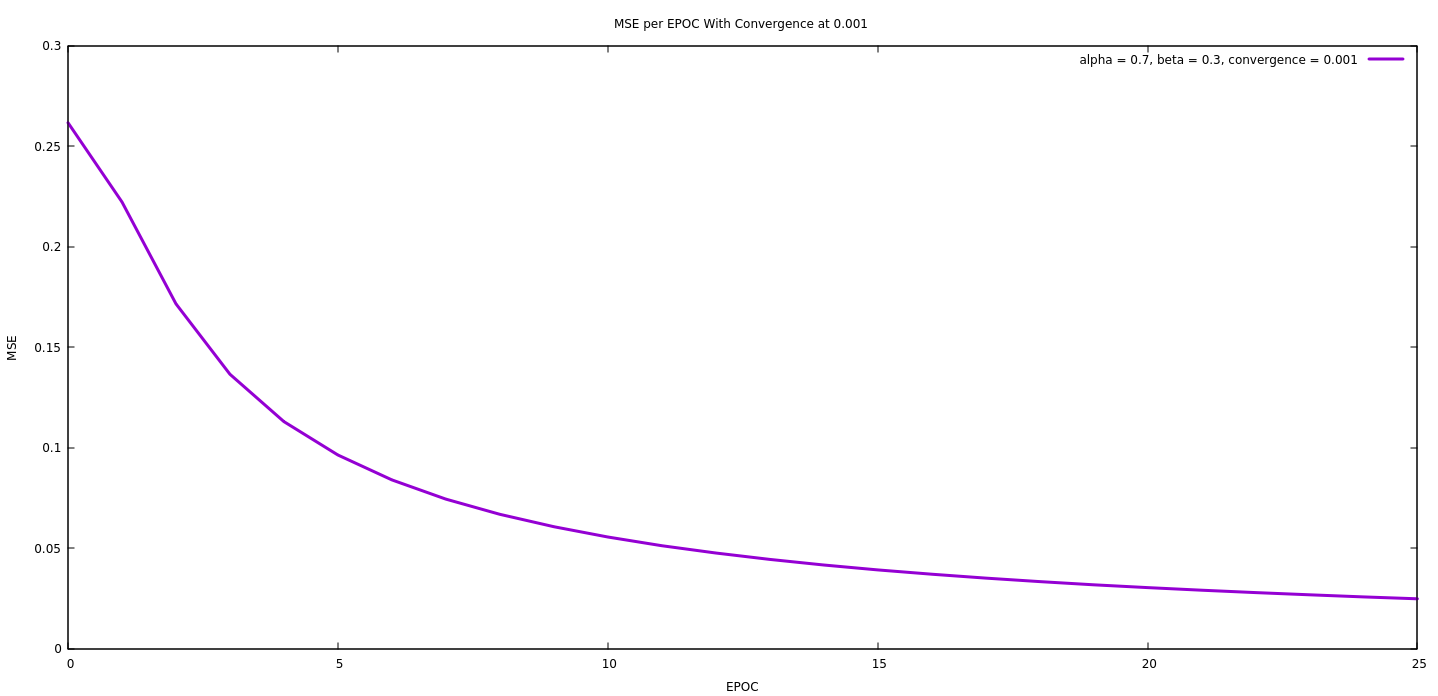 MSE per EPOC With Convergence at 0.001
alpha = 0.7, beta = 0.3, convergence = 0.001
0.3
0.25
0.2
0.15
0.1
0.05
0
MSE
0 5 10 15 20 25
EPOC